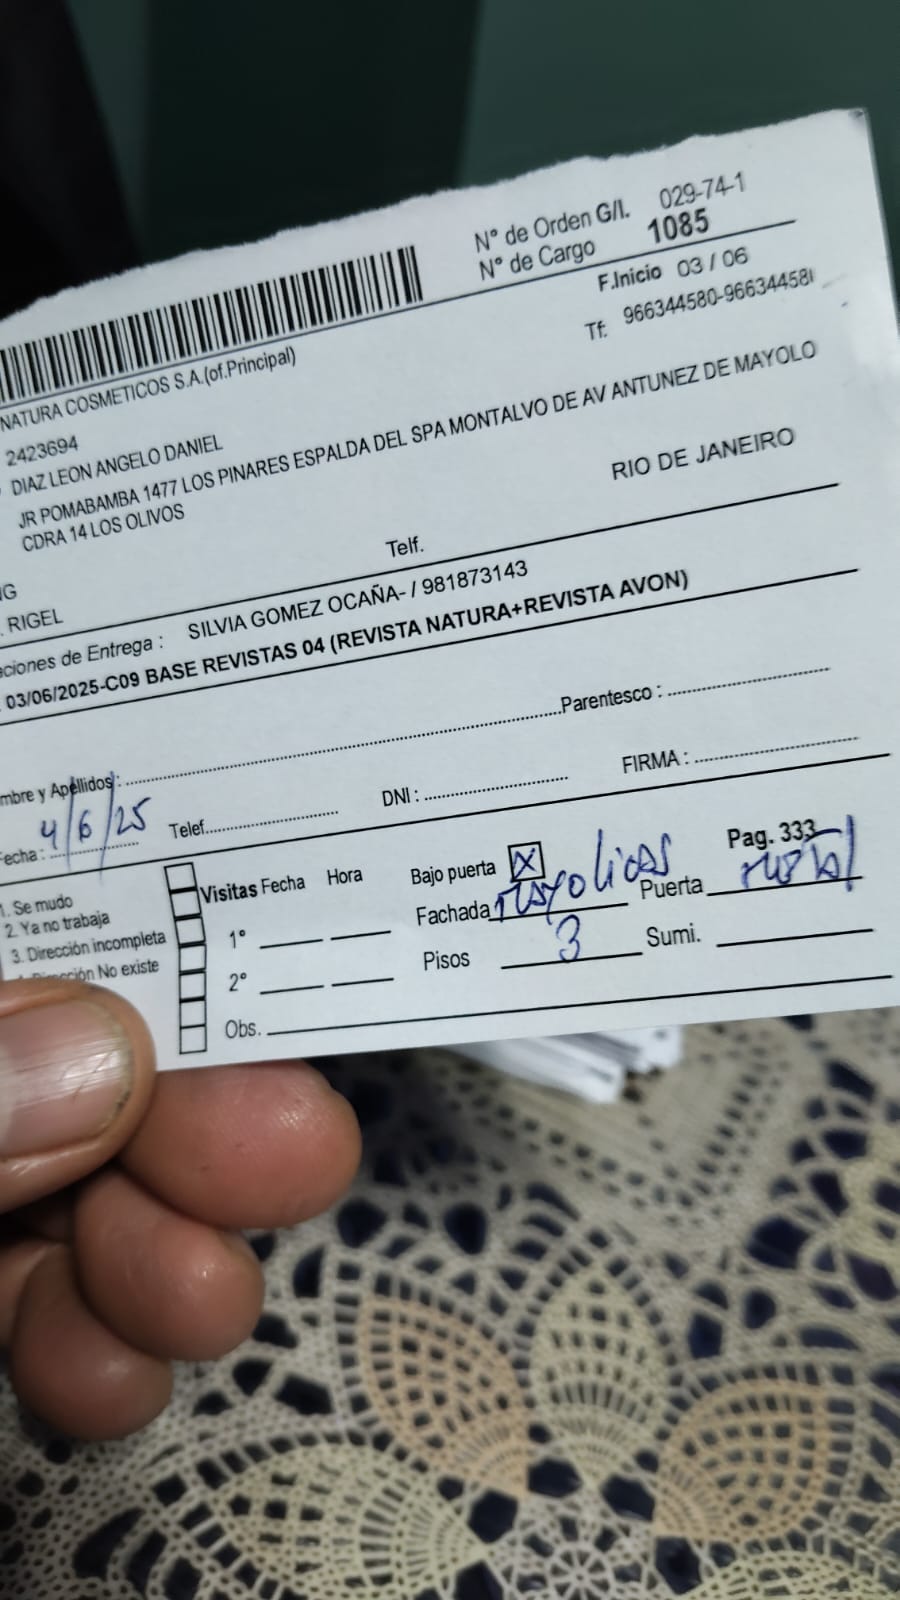 N° de Orden G/I. 029-74-1
N° de Cargo 1085
F.Inicio 03 / 06
Tf: 966344580-966344581
NATURA COSMETICOS S.A.(of.Principal)
2423694
DIAZ LEON ANGELO DANIEL
JR POMABAMBA 1477 LOS PINARES ESPALDA DEL SPA MONTALVO DE AV ANTUNEZ DE MAYOLO
CDRA 14 LOS OLIVOS
RIO DE JANEIRO
Telf.
RIGEL
ciones de Entrega : SILVIA GOMEZ OCAÑA- / 981873143
03/06/2025-C09 BASE REVISTAS 04 (REVISTA NATURA+REVISTA AVON)
mbre y Apellidos: Parentesco :
Fecha: 4/6/25 Telef. DNI : FIRMA :
1. Se mudo
2. Ya no trabaja
3. Dirección incompleta
No existe
Visitas Fecha Hora
1°
2°
Obs.
Bajo puerta X Pag. 333
Fachada Mayolicas Puerta metal
Pisos 3 Sumi.